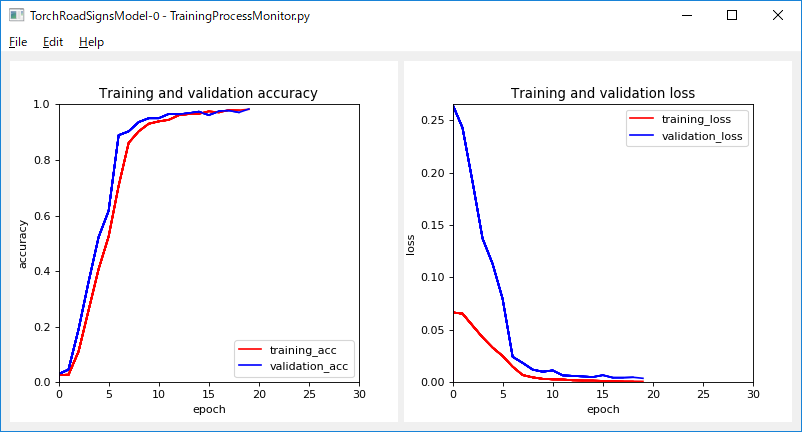 TorchRoadSignsModel-0 - TrainingProcessMonitor.py
File Edit Help
Training and validation accuracy
1.0
0.8
0.6
0.4
0.2
0.0
accuracy
training_acc
validation_acc
0 5 10 15 20 25 30
epoch
Training and validation loss
0.25
0.20
0.15
0.10
0.05
0.00
loss
training_loss
validation_loss
0 5 10 15 20 25 30
epoch